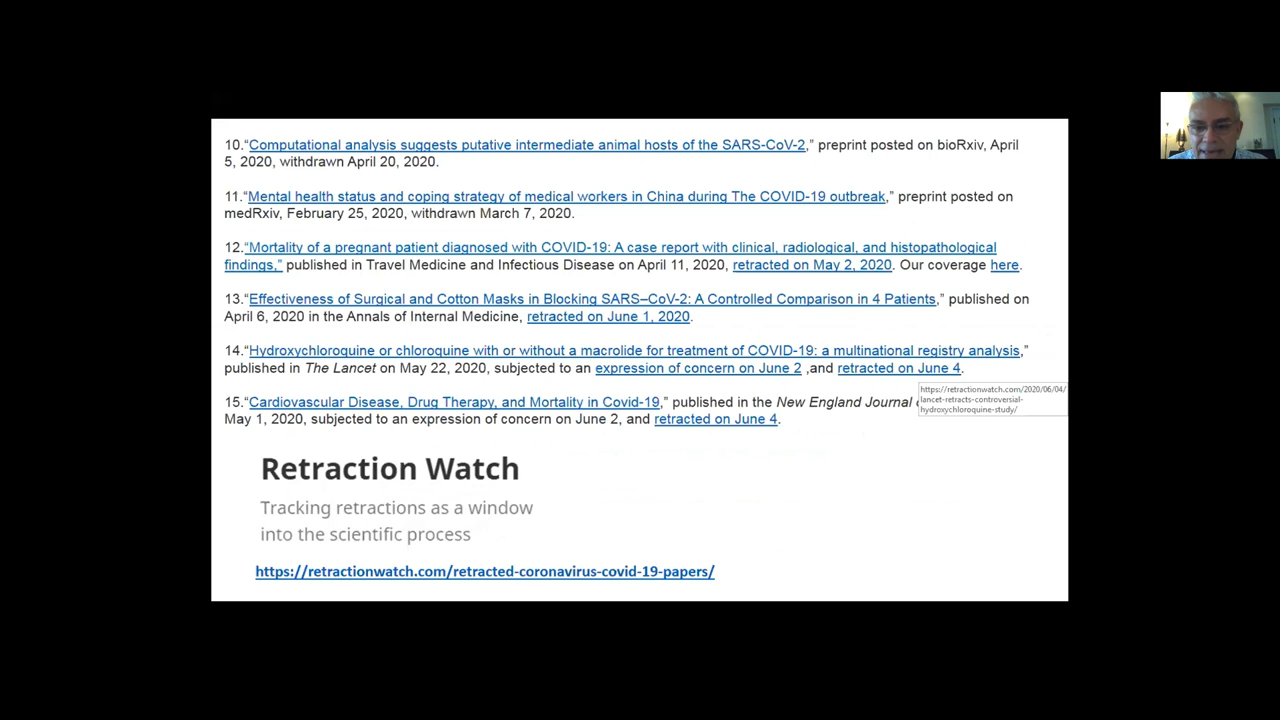 10.“Computational analysis suggests putative intermediate animal hosts of the SARS-CoV-2,” preprint posted on bioRxiv, April
5, 2020, withdrawn April 20, 2020.
11.“Mental health status and coping strategy of medical workers in China during The COVID-19 outbreak,” preprint posted on
medRxiv, February 25, 2020, withdrawn March 7, 2020.
12.“Mortality of a pregnant patient diagnosed with COVID-19: A case report with clinical, radiological, and histopathological
findings,” published in Travel Medicine and Infectious Disease on April 11, 2020, retracted on May 2, 2020. Our coverage here.
13.“Effectiveness of Surgical and Cotton Masks in Blocking SARS–CoV-2: A Controlled Comparison in 4 Patients,” published on
April 6, 2020 in the Annals of Internal Medicine, retracted on June 1, 2020.
14.“Hydroxychloroquine or chloroquine with or without a macrolide for treatment of COVID-19: a multinational registry analysis,”
published in The Lancet on May 22, 2020, subjected to an expression of concern on June 2 ,and retracted on June 4.
https://retractionwatch.com/2020/06/04/
lancet-retracts-controversial-
hydroxychloroquine-study/
15.“Cardiovascular Disease, Drug Therapy, and Mortality in Covid-19,” published in the New England Journal
May 1, 2020, subjected to an expression of concern on June 2, and retracted on June 4.
Retraction Watch
Tracking retractions as a window
into the scientific process
https://retractionwatch.com/retracted-coronavirus-covid-19-papers/